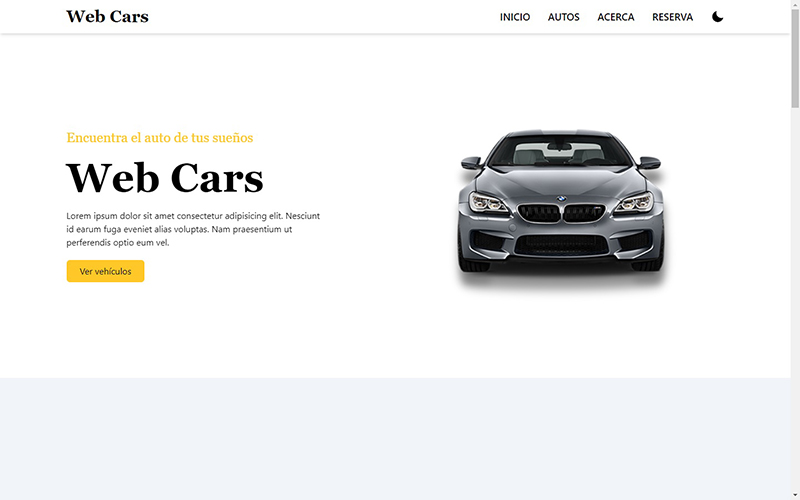 Web Cars
INICIO AUTOS ACERCA RESERVA
Encuentra el auto de tus sueños
Web Cars
Lorem ipsum dolor sit amet consectetur adipisicing elit. Nesciunt
id earum fuga eveniet alias voluptas. Nam praesentium ut
perferendis optio eum vel.
Ver vehículos